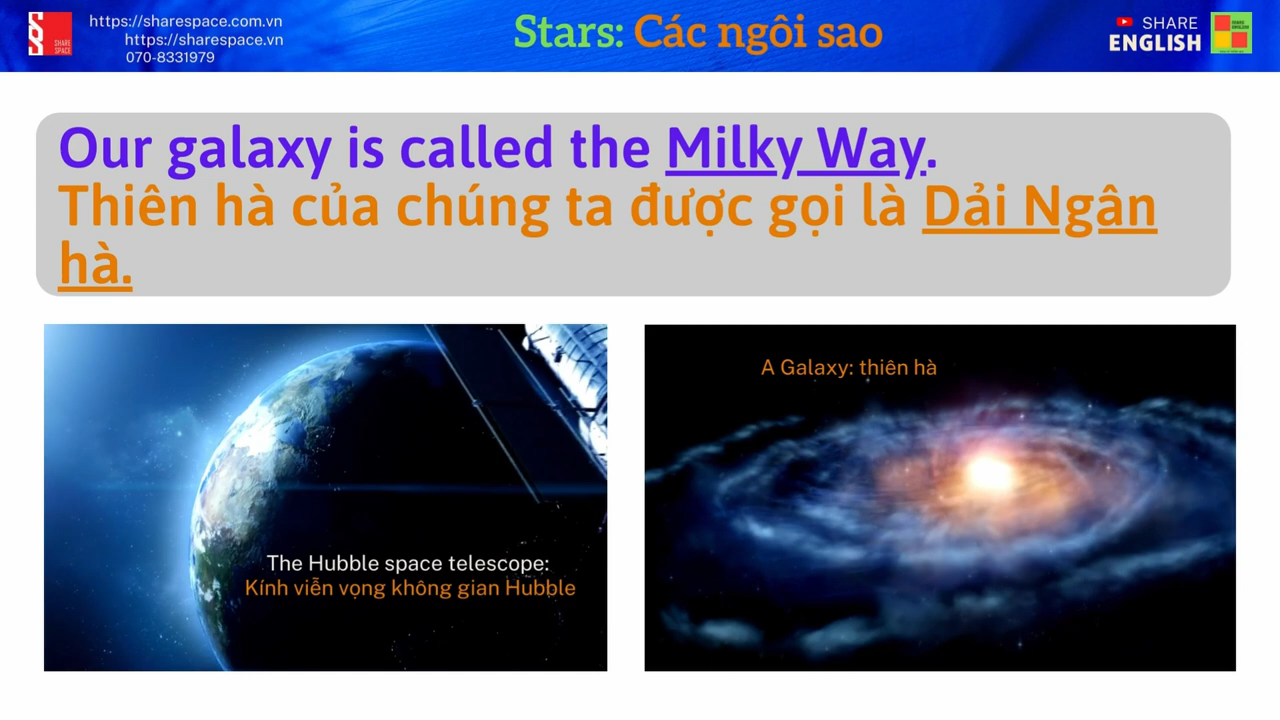 https://sharespace.com.vn
https://sharespace.vn
070-8331979
SHARE
SPACE
Stars: Các ngôi sao
SHARE
ENGLISH
Our galaxy is called the Milky Way.
Thiên hà của chúng ta được gọi là Dải Ngân
hà.
The Hubble space telescope:
Kính viễn vọng không gian Hubble
A Galaxy: thiên hà